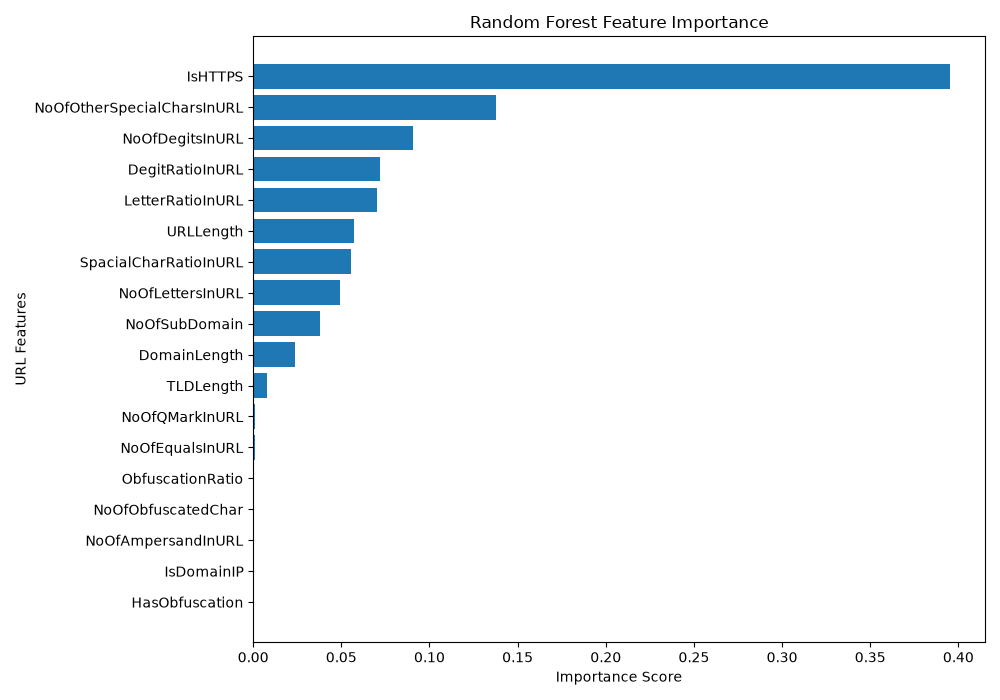 Random Forest Feature Importance
IsHTTPS
NoOfOtherSpecialCharsInURL
NoOfDegitsInURL
DegitRatioInURL
LetterRatioInURL
URLLength
SpacialCharRatioInURL
NoOfLettersInURL
NoOfSubDomain
DomainLength
TLDLength
NoOfQMarkInURL
NoOfEqualsInURL
ObfuscationRatio
NoOfObfuscatedChar
NoOfAmpersandInURL
IsDomainIP
HasObfuscation
URL Features
0.00 0.05 0.10 0.15 0.20 0.25 0.30 0.35 0.40
Importance Score